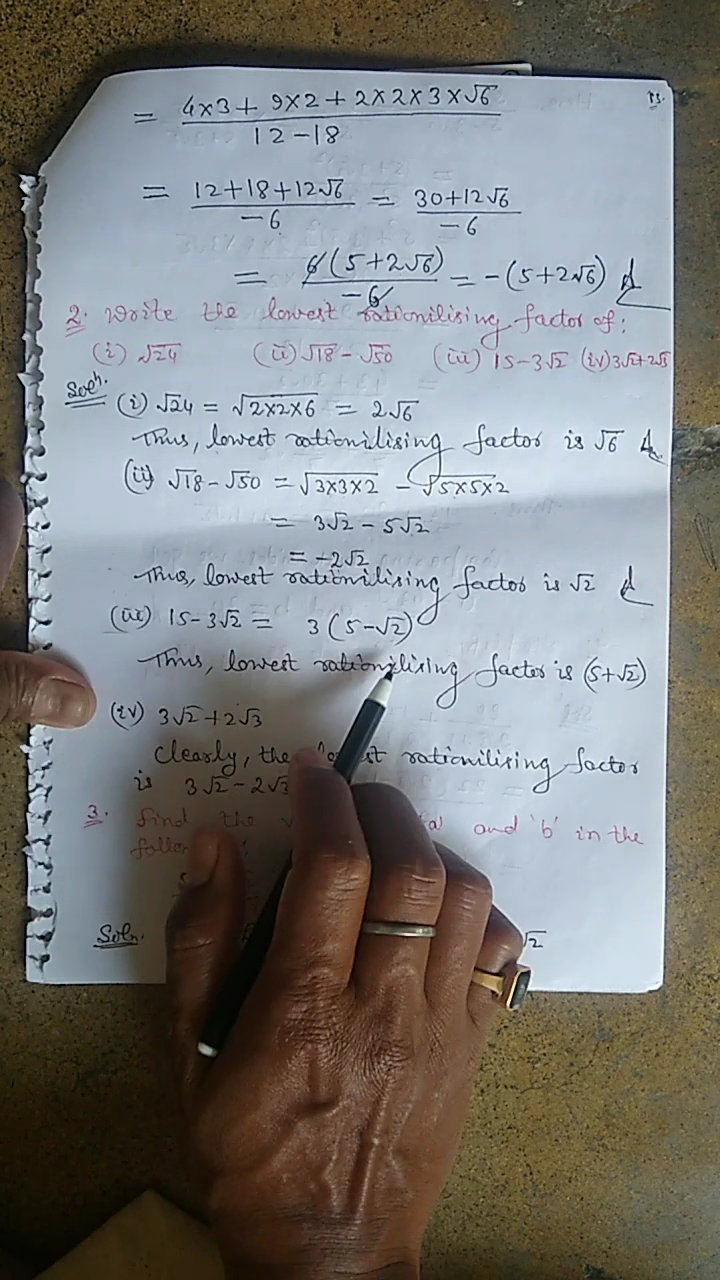 P3.
= 4×3 + 9×2 + 2×2×3×√6 / 12-18
= 12+18+12√6 / -6 = 30+12√6 / -6
= 6(5+2√6) / -6 = -(5+2√6)
2. Write the lowest rationilising factor of:
(i) √24 (ii) √18-√50 (iii) 15-3√2 (iv) 3√2+2√3
Soln. (i) √24 = √2×2×6 = 2√6
Thus, lowest rationilising factor is √6
(ii) √18-√50 = √3×3×2 - √5×5×2
= 3√2-5√2
= -2√2
Thus, lowest rationilising factor is √2
(iii) 15-3√2 = 3(5-√2)
Thus, lowest rationilising factor is (5+√2)
(iv) 3√2+2√3
Clearly, the rationilising factor
is 3√2-2√3
3. Find the and 'b' in the
Soln. √2